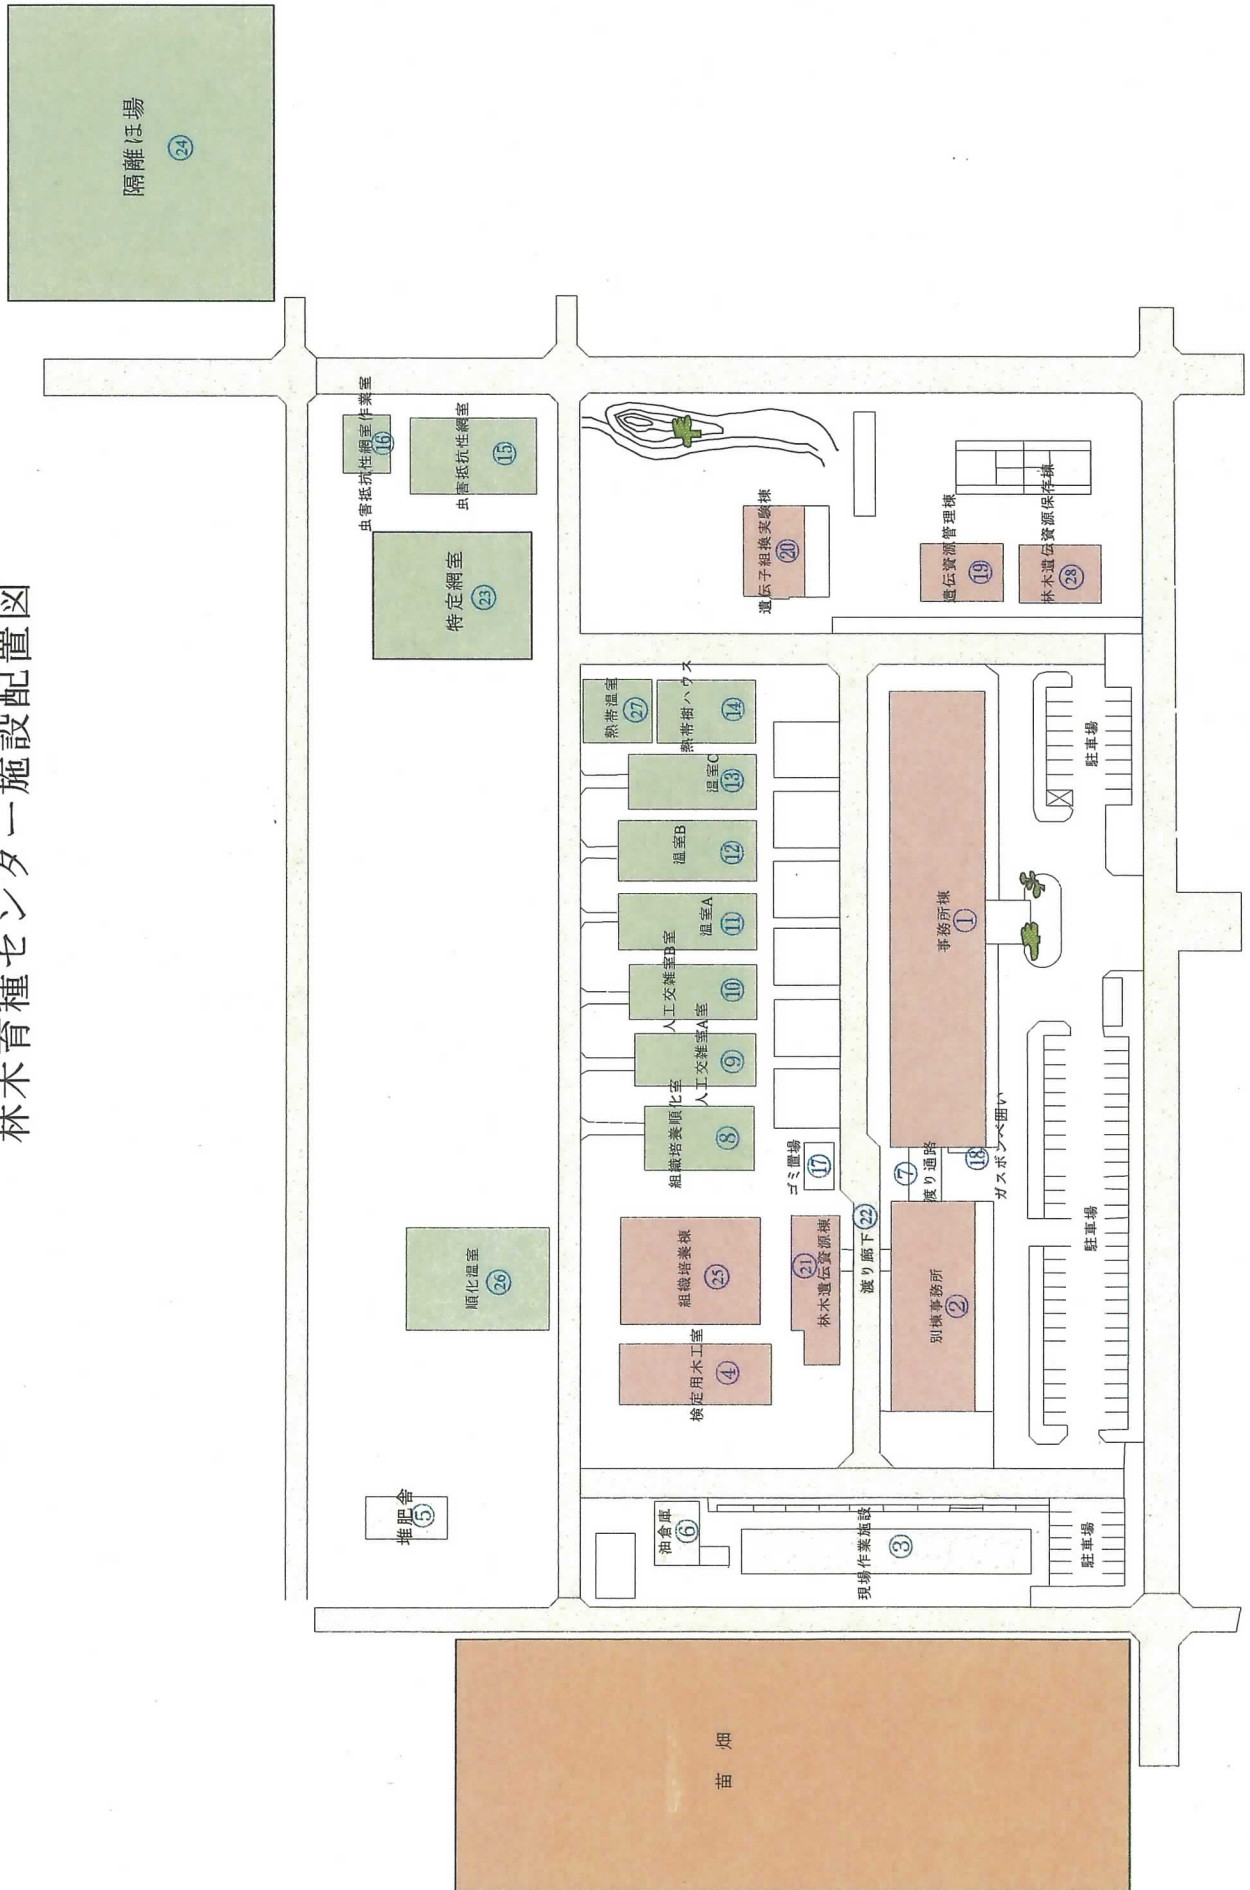 林木育種センター施設配置図
隔離ほ場
㉔
虫害抵抗性網室作業室
⑯
虫害抵抗性網室
⑮
特定網室
㉓
順化温室
㉖
堆肥舎
⑤
熱帯温室
㉗
熱帯樹ハウス
⑭
温室C
⑬
温室B
⑫
温室A
⑪
人工交雑室B室
⑩
人工交雑室A室
⑨
組織培養順化室
⑧
組織培養棟
㉕
検定用木工室
④
油倉庫
⑥
遺伝子組換実験棟
⑳
ゴミ置場
⑰
林木遺伝資源棟
㉑
渡り廊下㉒
現場作業施設
③
遺伝資源管理棟
⑲
林木遺伝資源保存棟
㉘
事務所棟
①
⑦
渡り通路
⑱
ガスボンベ囲い
別棟事務所
②
駐車場
駐車場
駐車場
苗畑